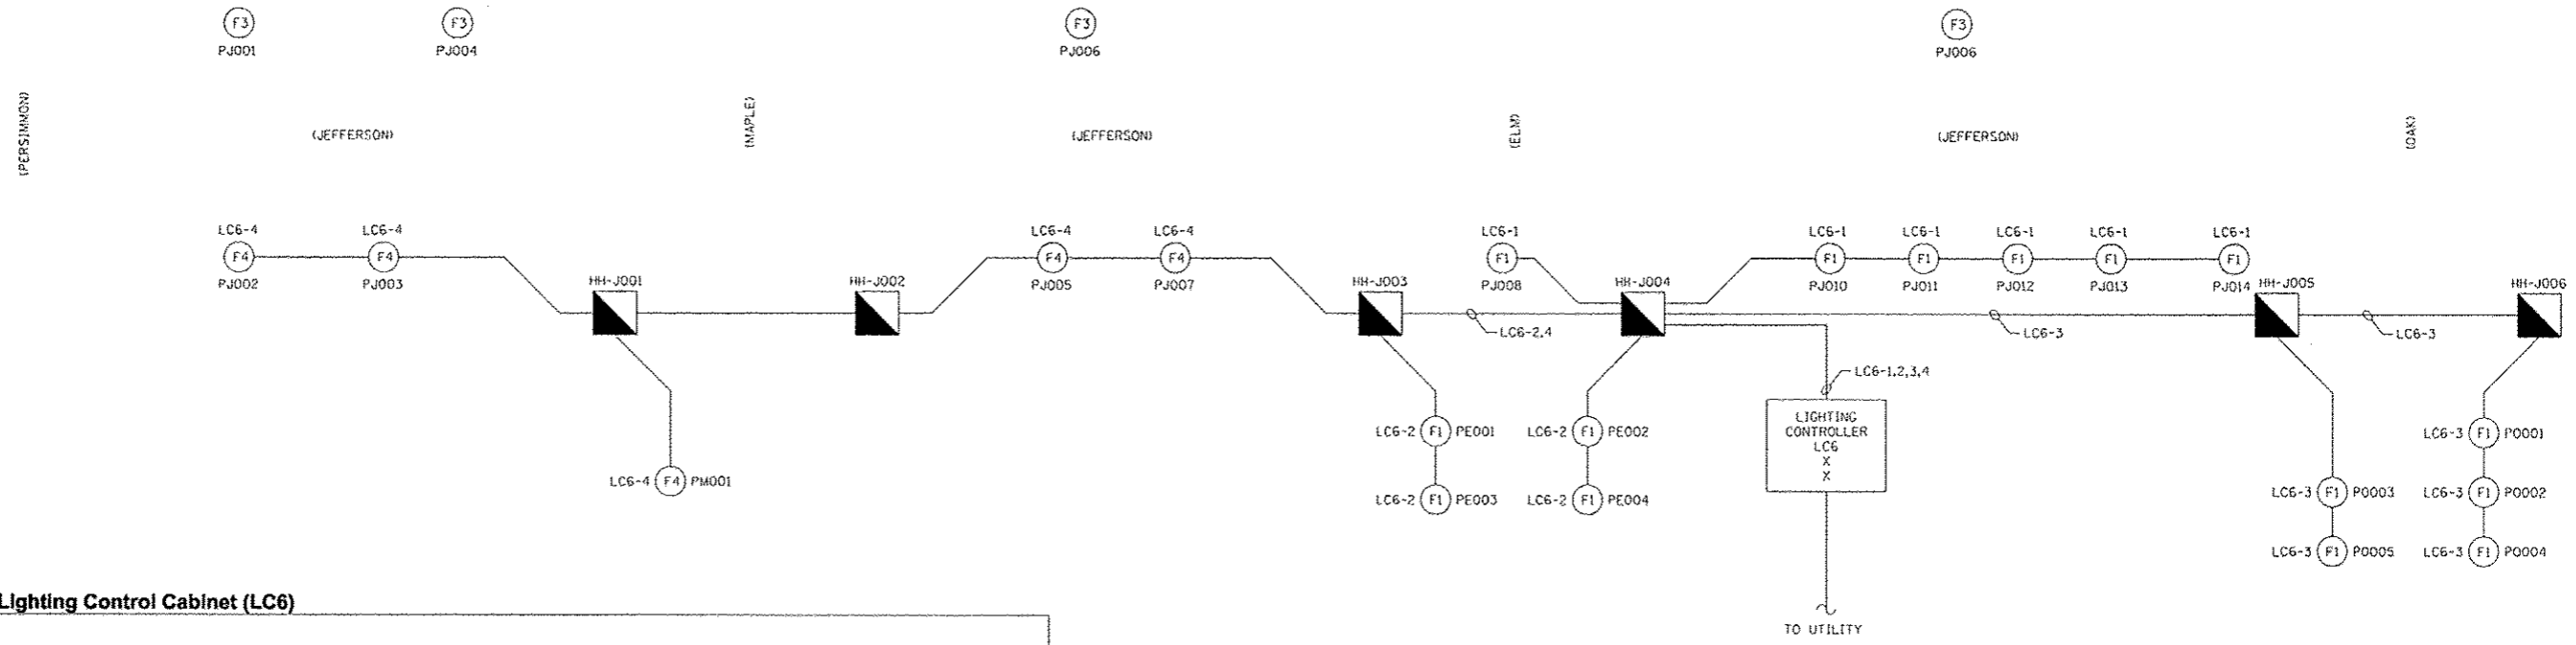 F3
F3
F3
F3
PJ001
PJ004
PJ006
PJ006
(PERSIMMON)
(JEFFERSON)
(MAPLE)
(JEFFERSON)
(ELM)
(JEFFERSON)
(OAK)
LC6-4
LC6-4
LC6-4
LC6-4
LC6-1
LC6-1
LC6-1
LC6-1
LC6-1
LC6-1
F4
F4
F4
F4
F1
F1
F1
F1
F1
F1
PJ002
PJ003
HH-J001
HH-J002
PJ005
PJ007
HH-J003
PJ008
HH-J004
PJ010
PJ011
PJ012
PJ013
PJ014
HH-J005
HH-J006
LC6-2,4
LC6-3
LC6-3
LC6-1,2,3,4
LIGHTING
CONTROLLER
LC6
X
X
LC6-2 F1 PE001
LC6-2 F1 PE002
LC6-3 F1 PO001
LC6-4 F4 PM001
LC6-2 F1 PE003
LC6-2 F1 PE004
LC6-3 F1 PO003
LC6-3 F1 PO002
LC6-3 F1 PO005
LC6-3 F1 PO004
Lighting Control Cabinet (LC6)
TO UTILITY